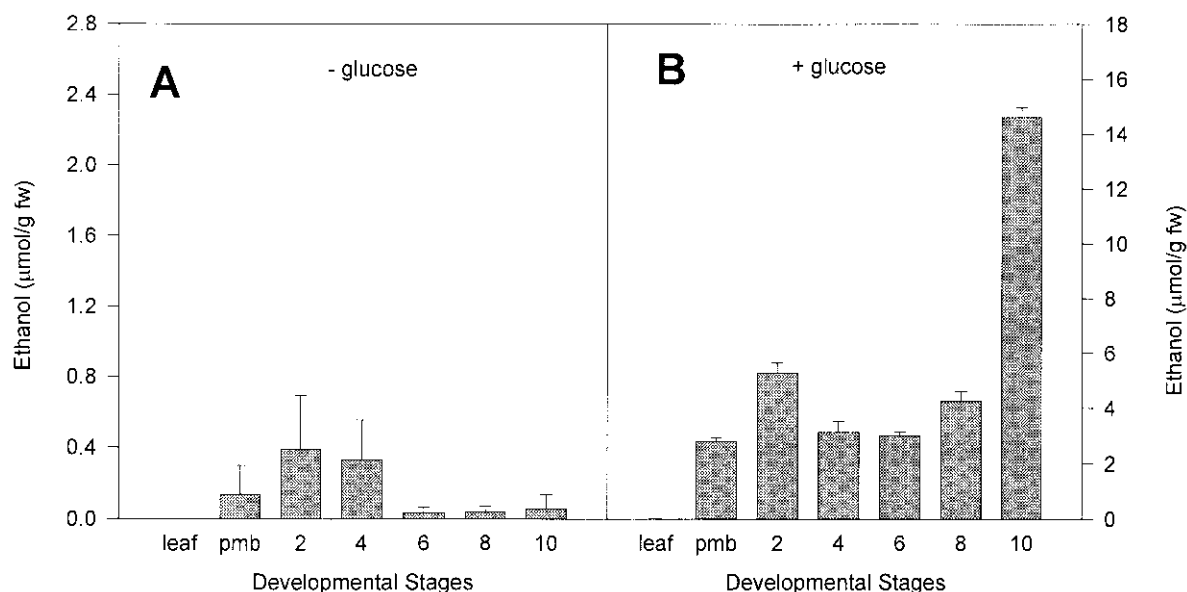 A
- glucose
B
+ glucose
Ethanol (μmol/g fw)
2.8
2.4
2.0
1.6
1.2
0.8
0.4
0.0
18
16
14
12
10
8
6
4
2
0
Ethanol (μmol/g fw)
leaf pmb 2 4 6 8 10
leaf pmb 2 4 6 8 10
Developmental Stages
Developmental Stages